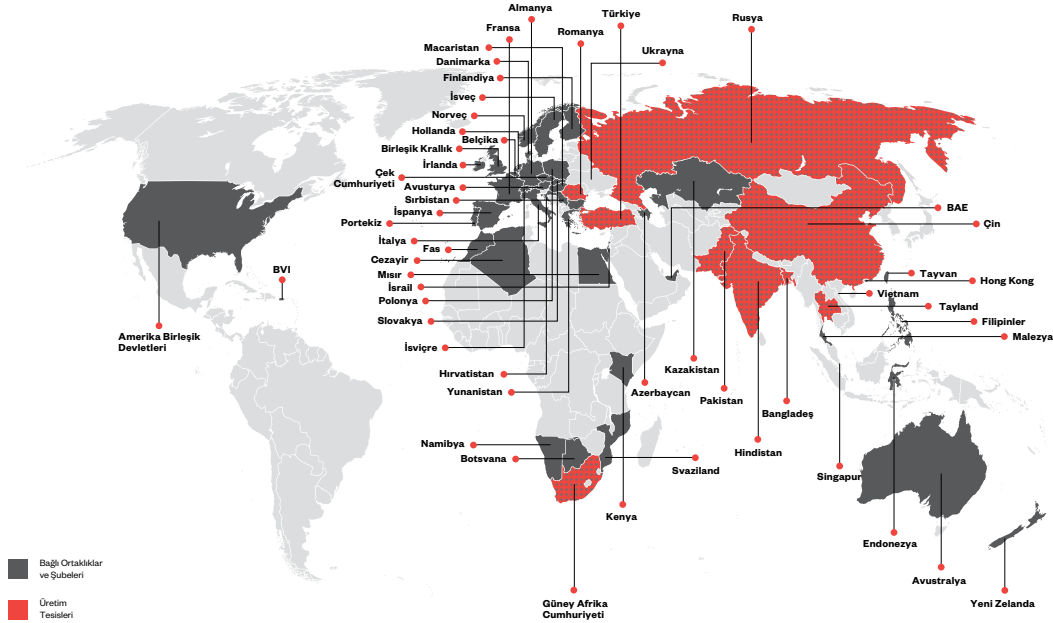 Almanya
Fransa
Türkiye
Rusya
Macaristan
Romanya
Danimarka
Ukrayna
Finlandiya
İsveç
Norveç
Hollanda
Belçika
Birleşik Krallık
İrlanda
Çek
Cumhuriyeti
Avusturya
Sırbistan
İspanya
Portekiz
İtalya
Fas
Cezayir
Mısır
İsrail
Polonya
Slovakya
İsviçre
Hırvatistan
Yunanistan
BVI
Amerika Birleşik
Devletleri
BAE
Çin
Tayvan
Hong Kong
Vietnam
Tayland
Filipinler
Malezya
Kazakistan
Azerbaycan
Pakistan
Bangladeş
Hindistan
Namibya
Botsvana
Svaziland
Singapur
Kenya
Endonezya
Avustralya
Güney Afrika
Cumhuriyeti
Yeni Zelanda
Bağlı Ortaklıklar
ve Şubeleri
Üretim
Tesisleri